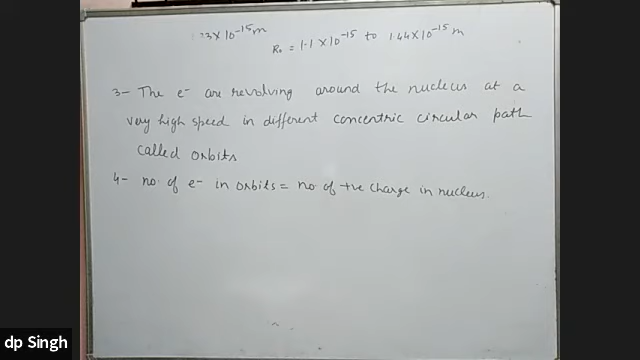 .33 × 10⁻¹⁵ m
R₀ = 1.1 × 10⁻¹⁵ to 1.44 × 10⁻¹⁵ m
3- The e⁻ are revolving around the nucleus at a
very high speed in different concentric circular path
called orbits
4- no. of e⁻ in orbits = no. of +ve charge in nucleus.
dp Singh